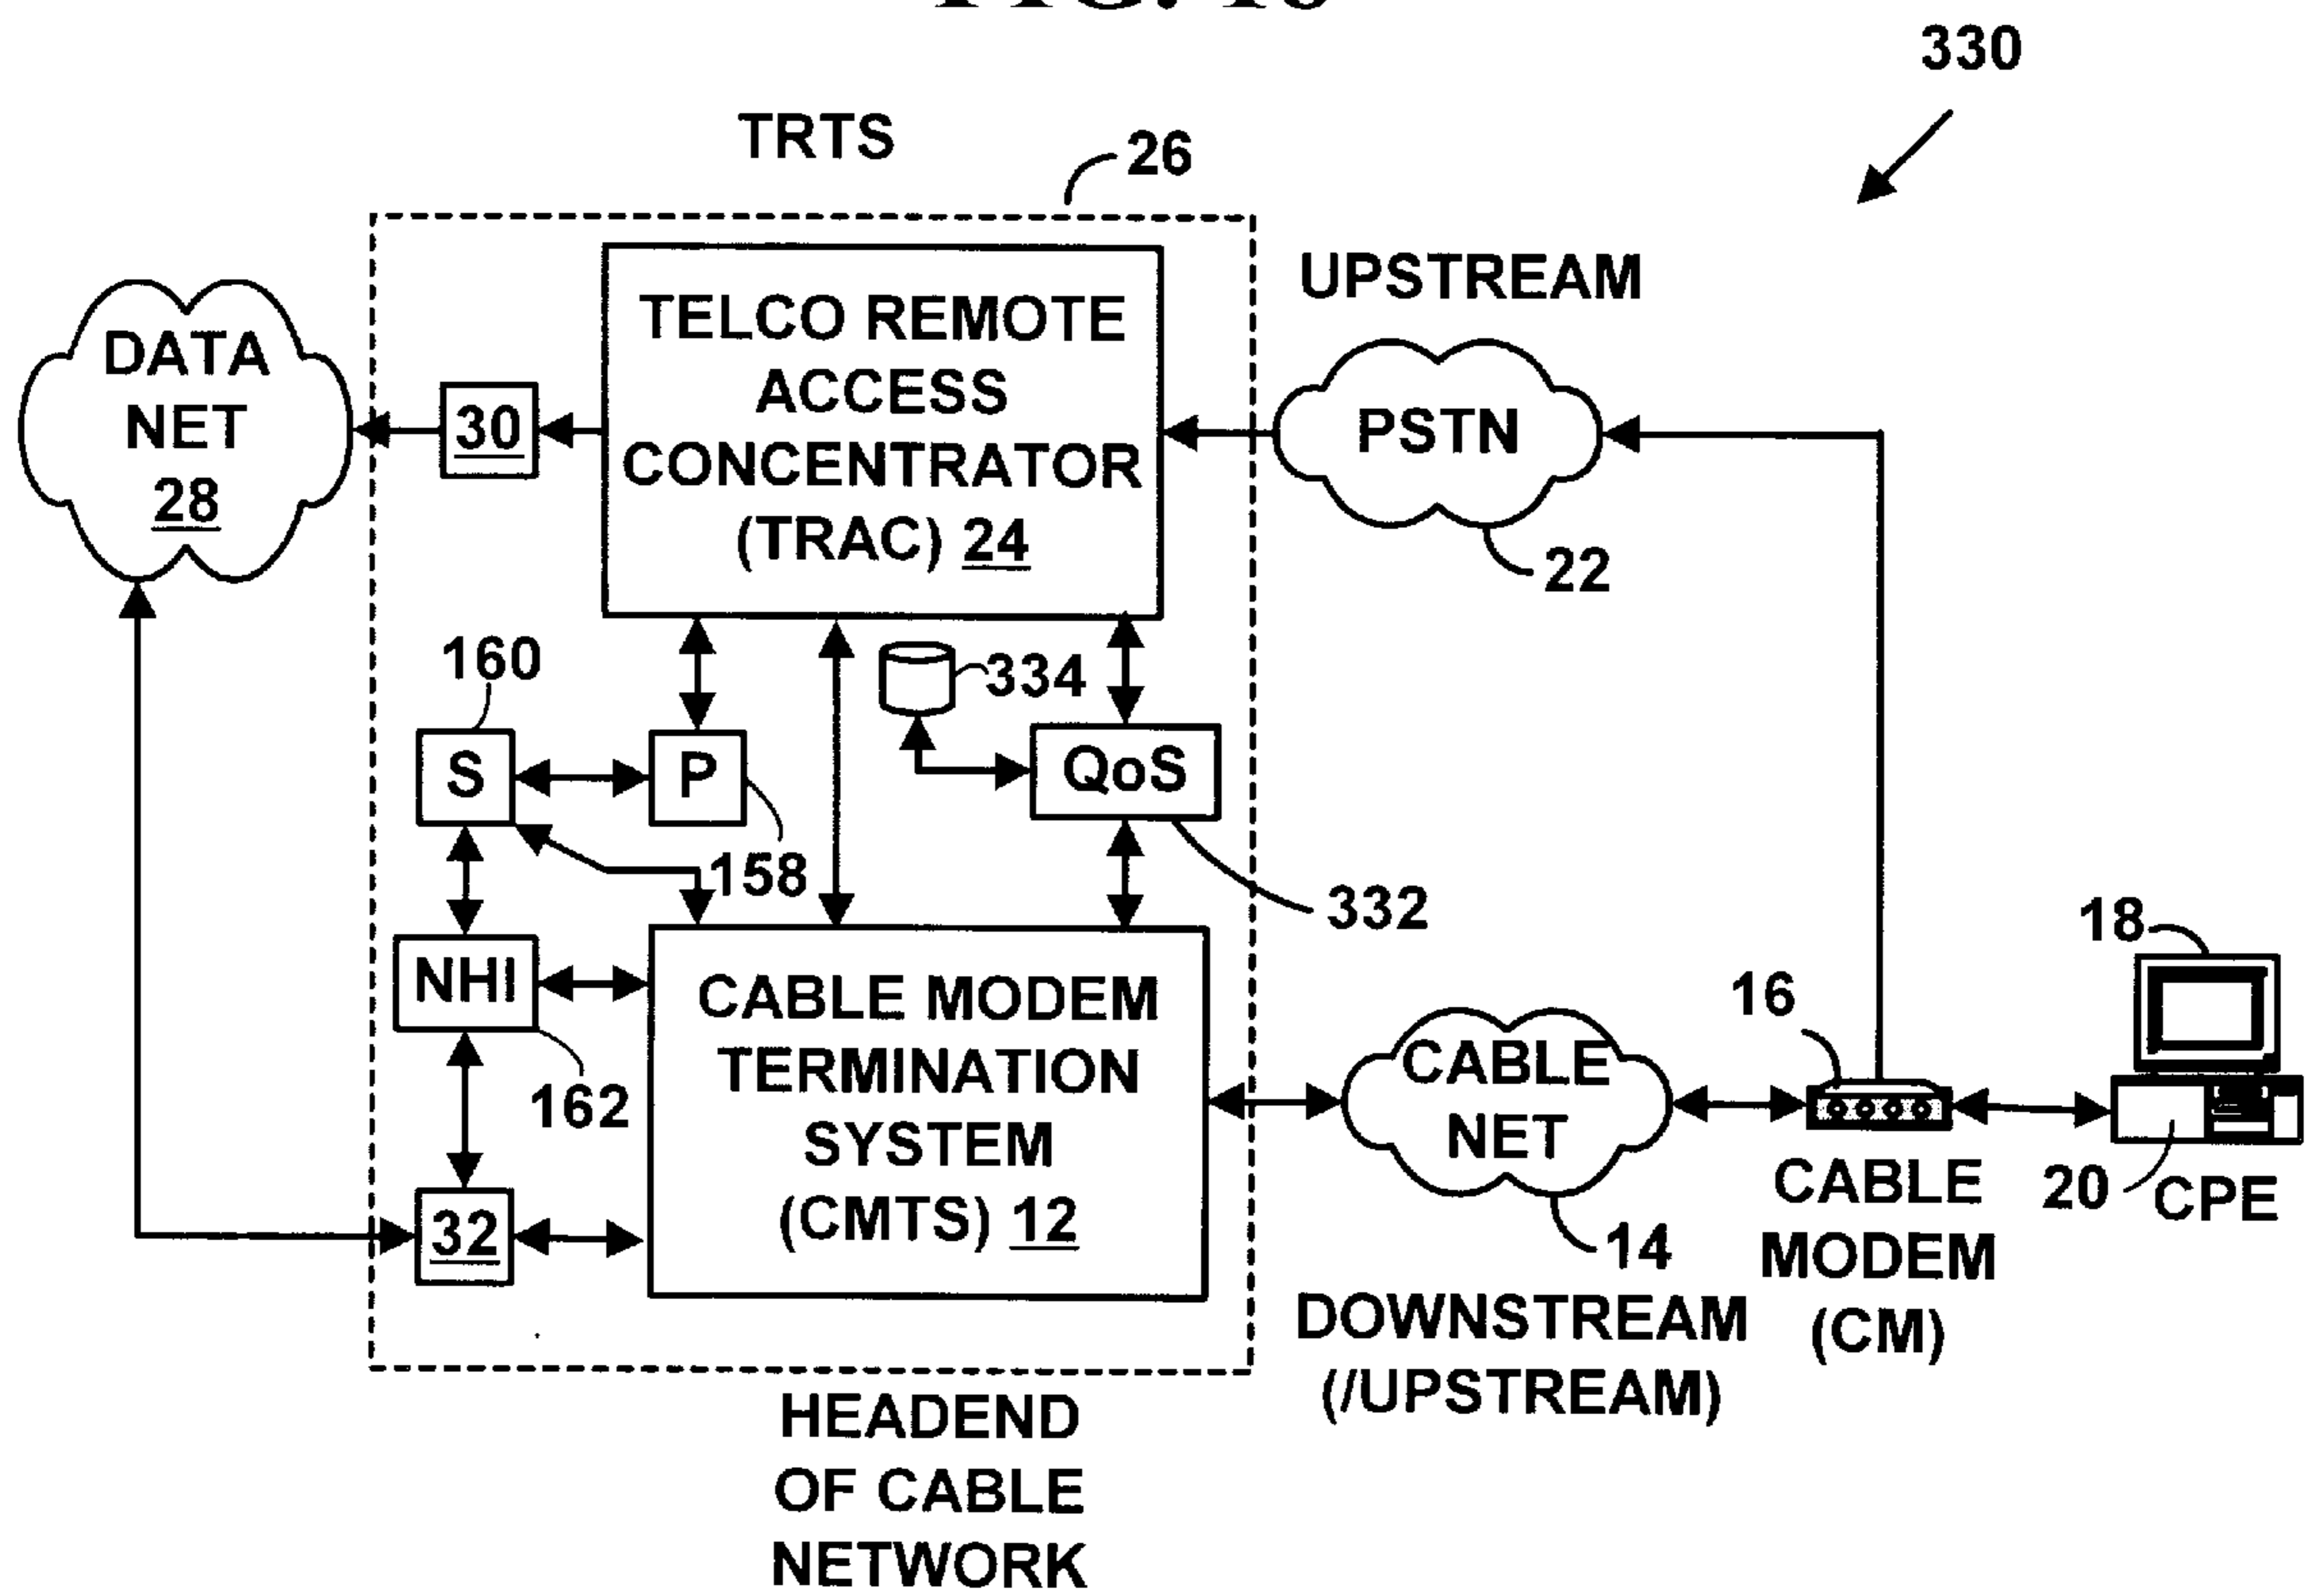 330
TRTS
26
UPSTREAM
TELCO REMOTE
ACCESS
CONCENTRATOR
(TRAC) 24
DATA
NET
28
30
PSTN
22
160
334
S
P
QoS
158
332
NHI
162
CABLE MODEM
TERMINATION
SYSTEM
(CMTS) 12
32
CABLE
NET
14
16
18
20
CPE
CABLE
MODEM
(CM)
DOWNSTREAM
(/UPSTREAM)
HEADEND
OF CABLE
NETWORK